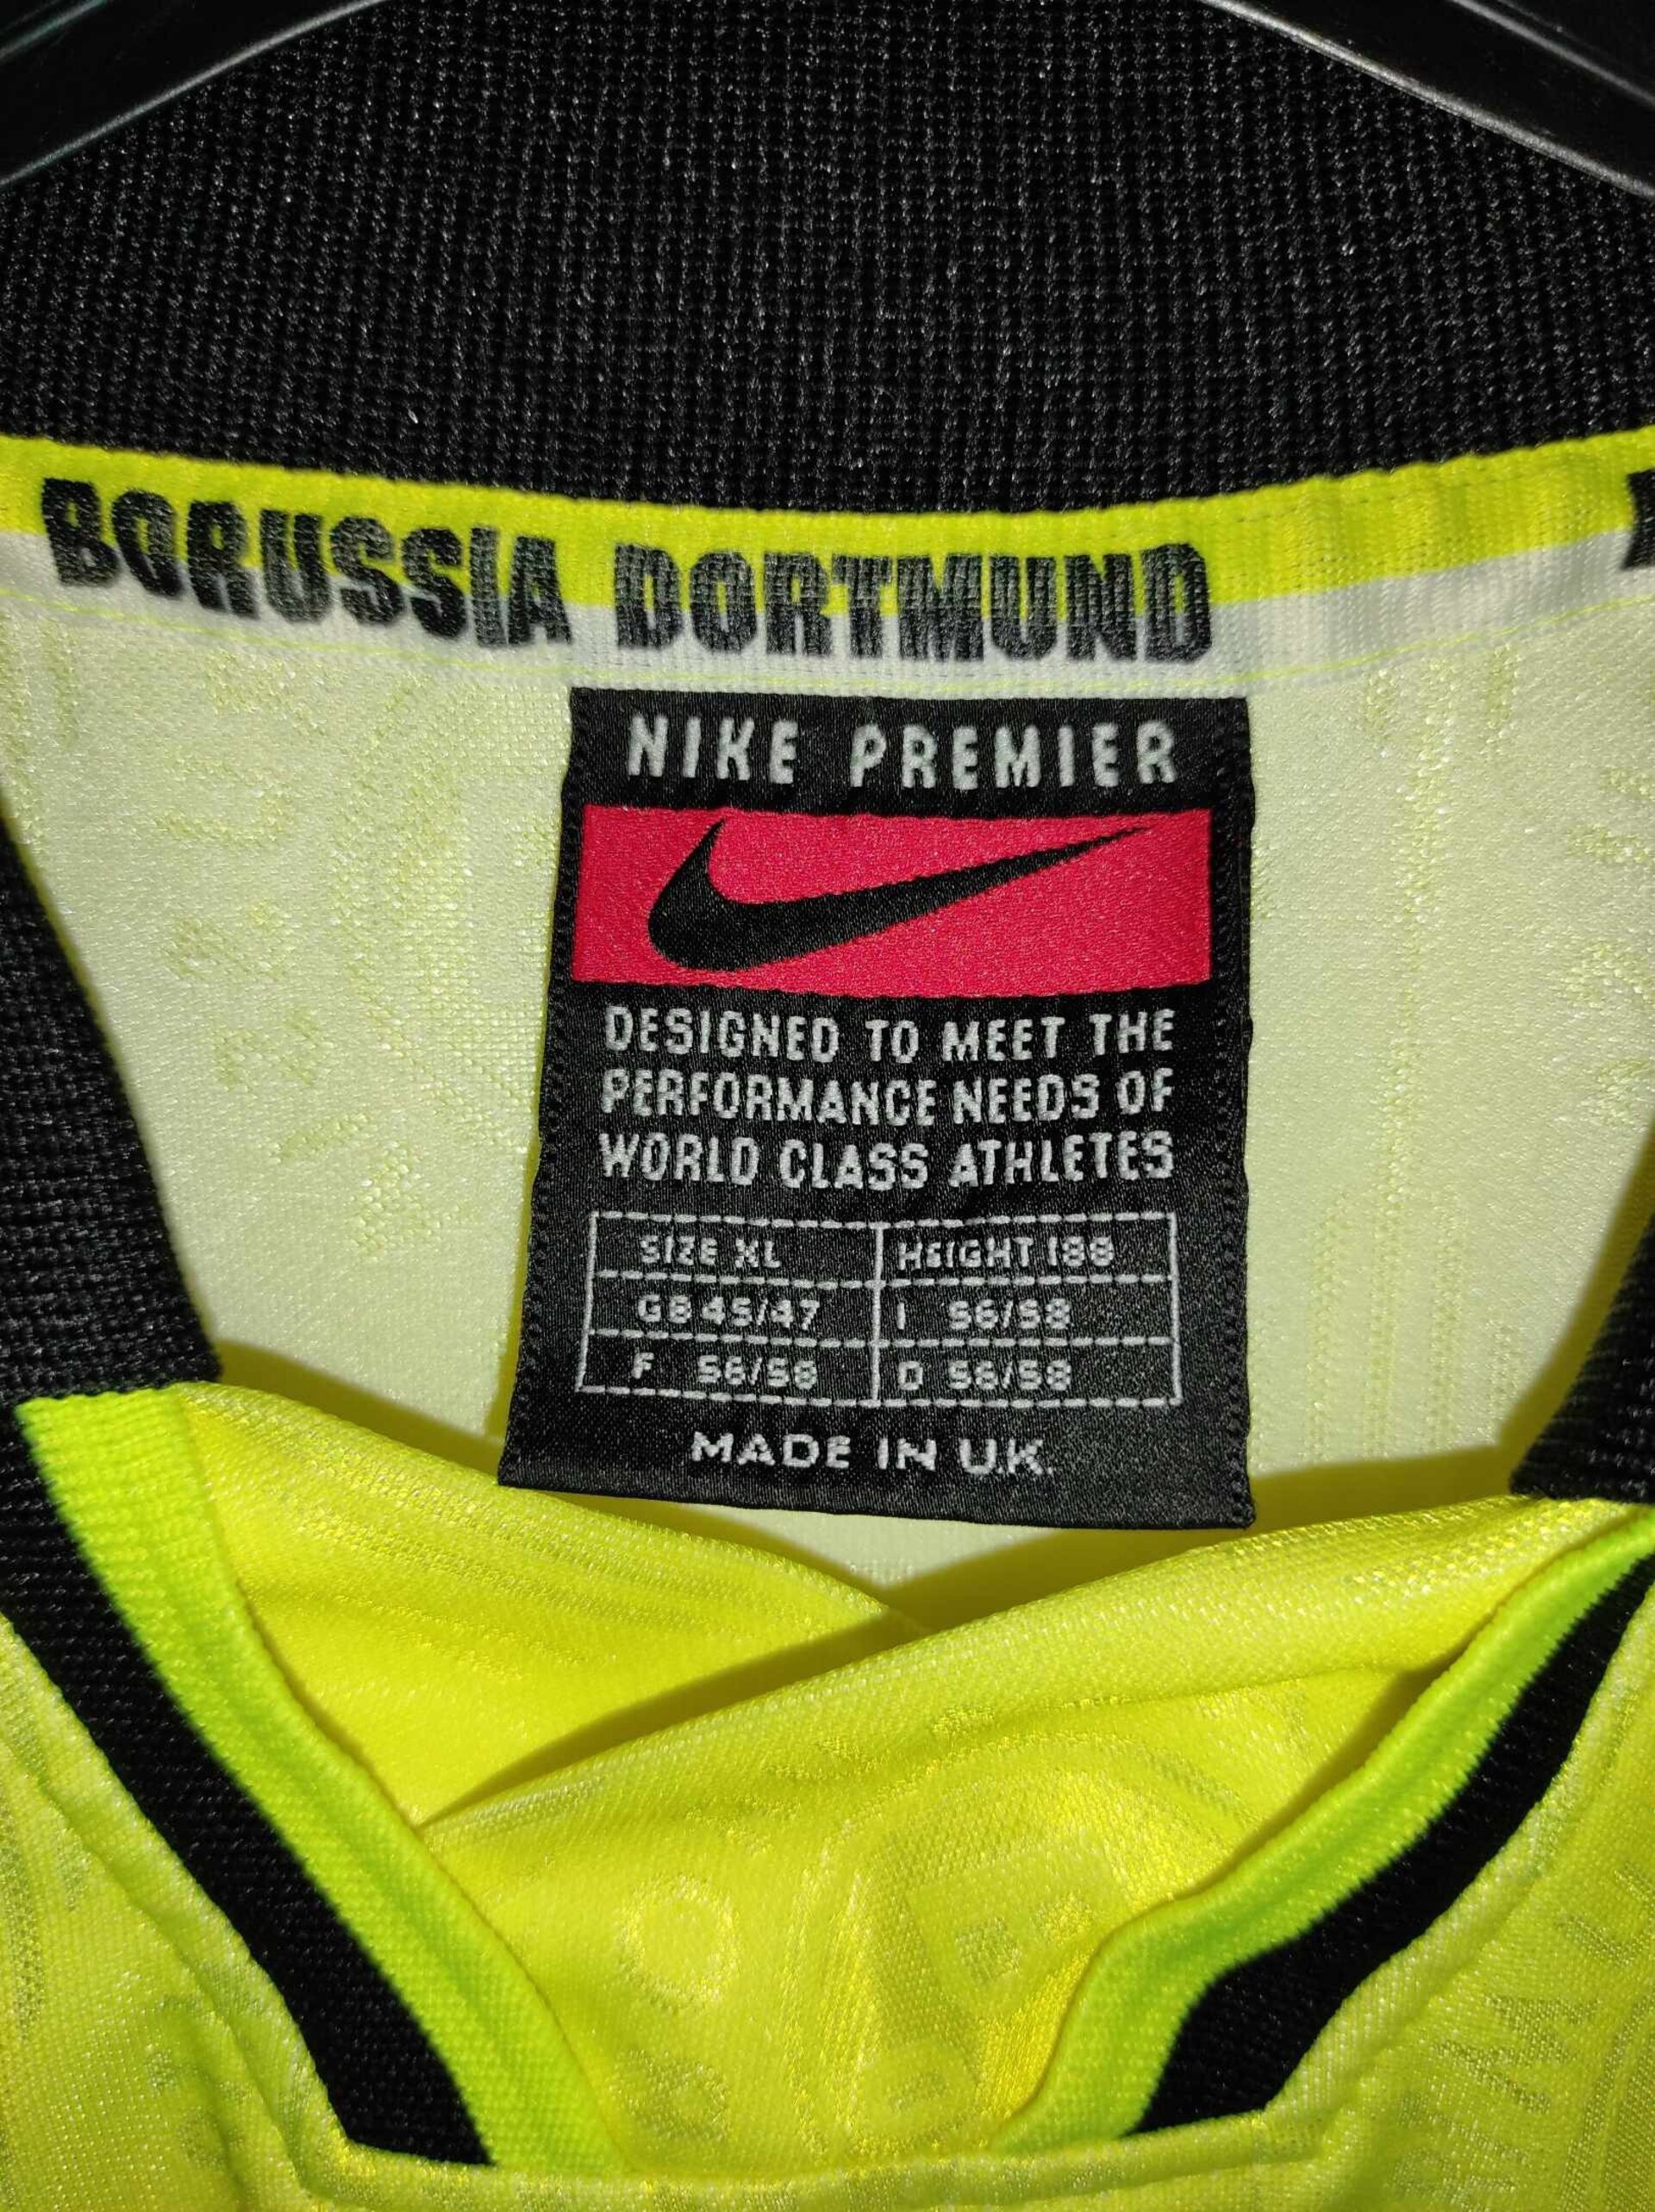 BORUSSIA DORTMUND
NIKE PREMIER
DESIGNED TO MEET THE
PERFORMANCE NEEDS OF
WORLD CLASS ATHLETES
SIZE XL HEIGHT 188
GB 45/47 I 56/58
F 56/58 D 56/58
MADE IN U.K.